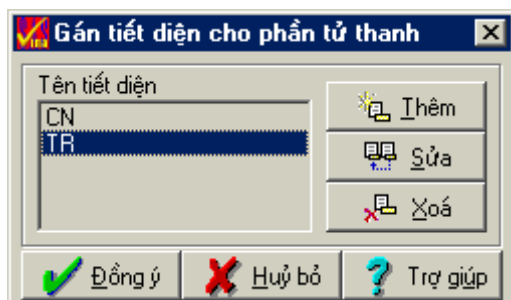 Gán tiết diện cho phần tử thanh
Tên tiết diện
CN
TR
Thêm
Sửa
Xoá
Đồng ý
Huỷ bỏ
Trợ giúp